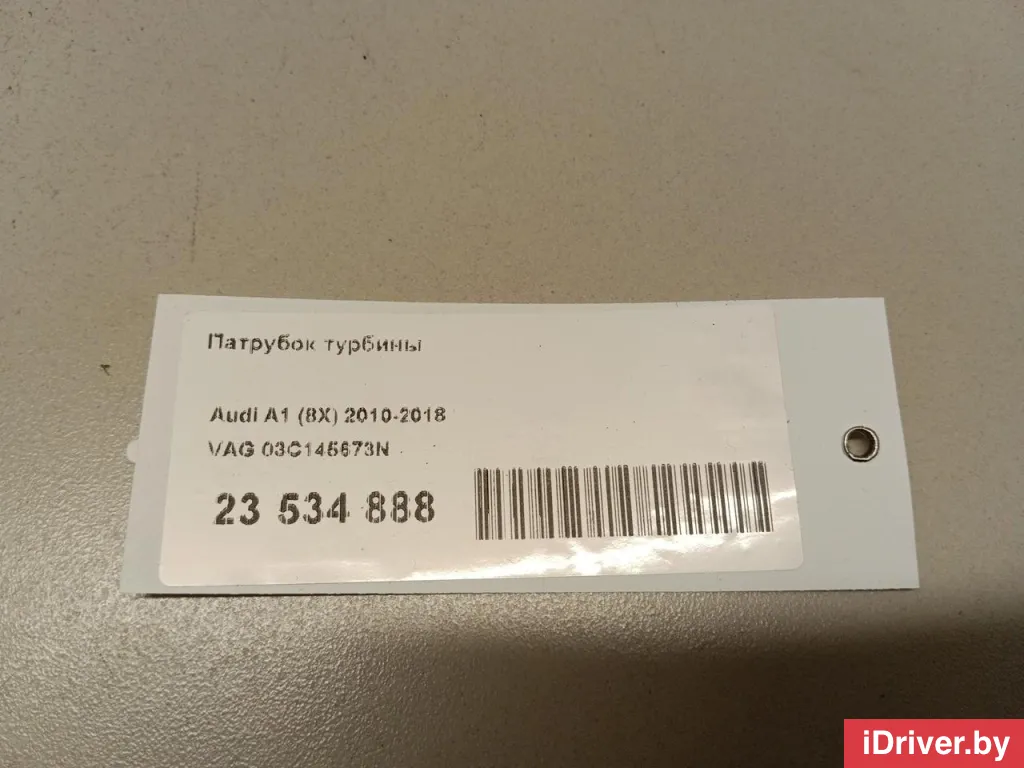 Патрубок турбины
Audi A1 (8X) 2010-2018
VAG 03C145673N
23 534 888
iDriver.by